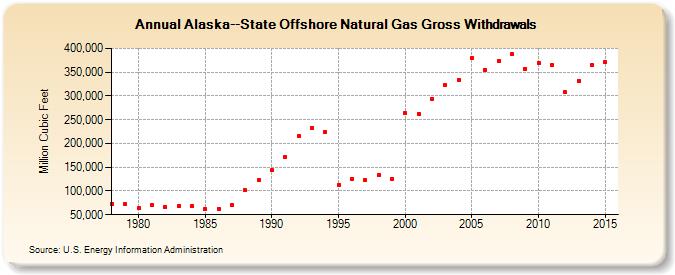 Annual Alaska--State Offshore Natural Gas Gross Withdrawals
Million Cubic Feet
400,000
350,000
300,000
250,000
200,000
150,000
100,000
50,000
1980 1985 1990 1995 2000 2005 2010 2015
Source: U.S. Energy Information Administration